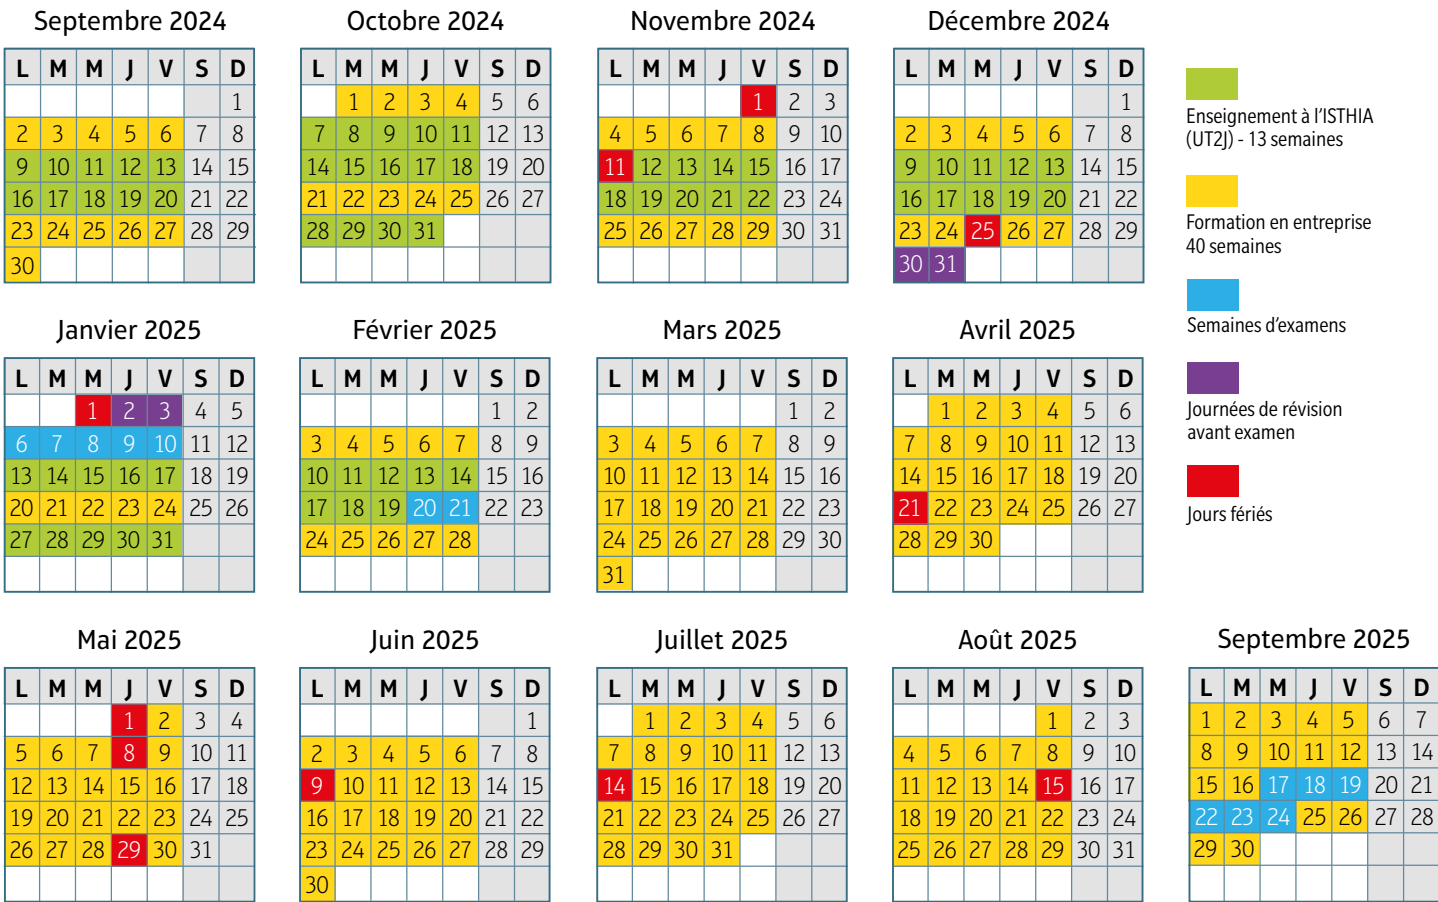 Septembre 2024
L M M J V S D
1
2 3 4 5 6 7 8
9 10 11 12 13 14 15
16 17 18 19 20 21 22
23 24 25 26 27 28 29
30
Octobre 2024
L M M J V S D
1 2 3 4 5 6
7 8 9 10 11 12 13
14 15 16 17 18 19 20
21 22 23 24 25 26 27
28 29 30 31
Novembre 2024
L M M J V S D
1 2 3
4 5 6 7 8 9 10
11 12 13 14 15 16 17
18 19 20 21 22 23 24
25 26 27 28 29 30 31
Décembre 2024
L M M J V S D
1
2 3 4 5 6 7 8
9 10 11 12 13 14 15
16 17 18 19 20 21 22
23 24 25 26 27 28 29
30 31
Enseignement à l'ISTHIA
(UT2J) - 13 semaines
Formation en entreprise
40 semaines
Semaines d'examens
Journées de révision
avant examen
Jours fériés
Janvier 2025
L M M J V S D
1 2 3 4 5
6 7 8 9 10 11 12
13 14 15 16 17 18 19
20 21 22 23 24 25 26
27 28 29 30 31
Février 2025
L M M J V S D
1 2
3 4 5 6 7 8 9
10 11 12 13 14 15 16
17 18 19 20 21 22 23
24 25 26 27 28
Mars 2025
L M M J V S D
1 2
3 4 5 6 7 8 9
10 11 12 13 14 15 16
17 18 19 20 21 22 23
24 25 26 27 28 29 30
31
Avril 2025
L M M J V S D
1 2 3 4 5 6
7 8 9 10 11 12 13
14 15 16 17 18 19 20
21 22 23 24 25 26 27
28 29 30
Mai 2025
L M M J V S D
1 2 3 4
5 6 7 8 9 10 11
12 13 14 15 16 17 18
19 20 21 22 23 24 25
26 27 28 29 30 31
Juin 2025
L M M J V S D
1
2 3 4 5 6 7 8
9 10 11 12 13 14 15
16 17 18 19 20 21 22
23 24 25 26 27 28 29
30
Juillet 2025
L M M J V S D
1 2 3 4 5 6
7 8 9 10 11 12 13
14 15 16 17 18 19 20
21 22 23 24 25 26 27
28 29 30 31
Août 2025
L M M J V S D
1 2 3
4 5 6 7 8 9 10
11 12 13 14 15 16 17
18 19 20 21 22 23 24
25 26 27 28 29 30 31
Septembre 2025
L M M J V S D
1 2 3 4 5 6 7
8 9 10 11 12 13 14
15 16 17 18 19 20 21
22 23 24 25 26 27 28
29 30